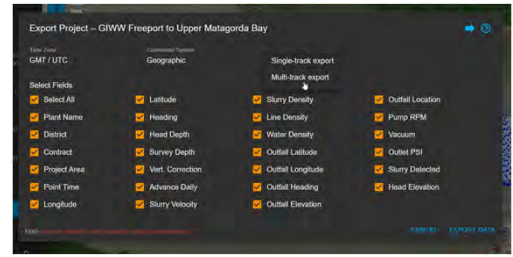 Export Project – GIWW Freeport to Upper Matagorda Bay
Time Zone
GMT / UTC
Coordinate System
Geographic
Single-track export
Multi-track export
Select Fields
Select All
Latitude
Slurry Density
Outfall Location
Plant Name
Heading
Line Density
Pump RPM
District
Head Depth
Water Density
Vacuum
Contract
Survey Depth
Outfall Latitude
Outlet PSI
Project Area
Vert. Correction
Outfall Longitude
Slurry Detected
Point Time
Advance Daily
Outfall Heading
Head Elevation
Longitude
Slurry Velocity
Outfall Elevation
CANCEL
EXPORT DATA